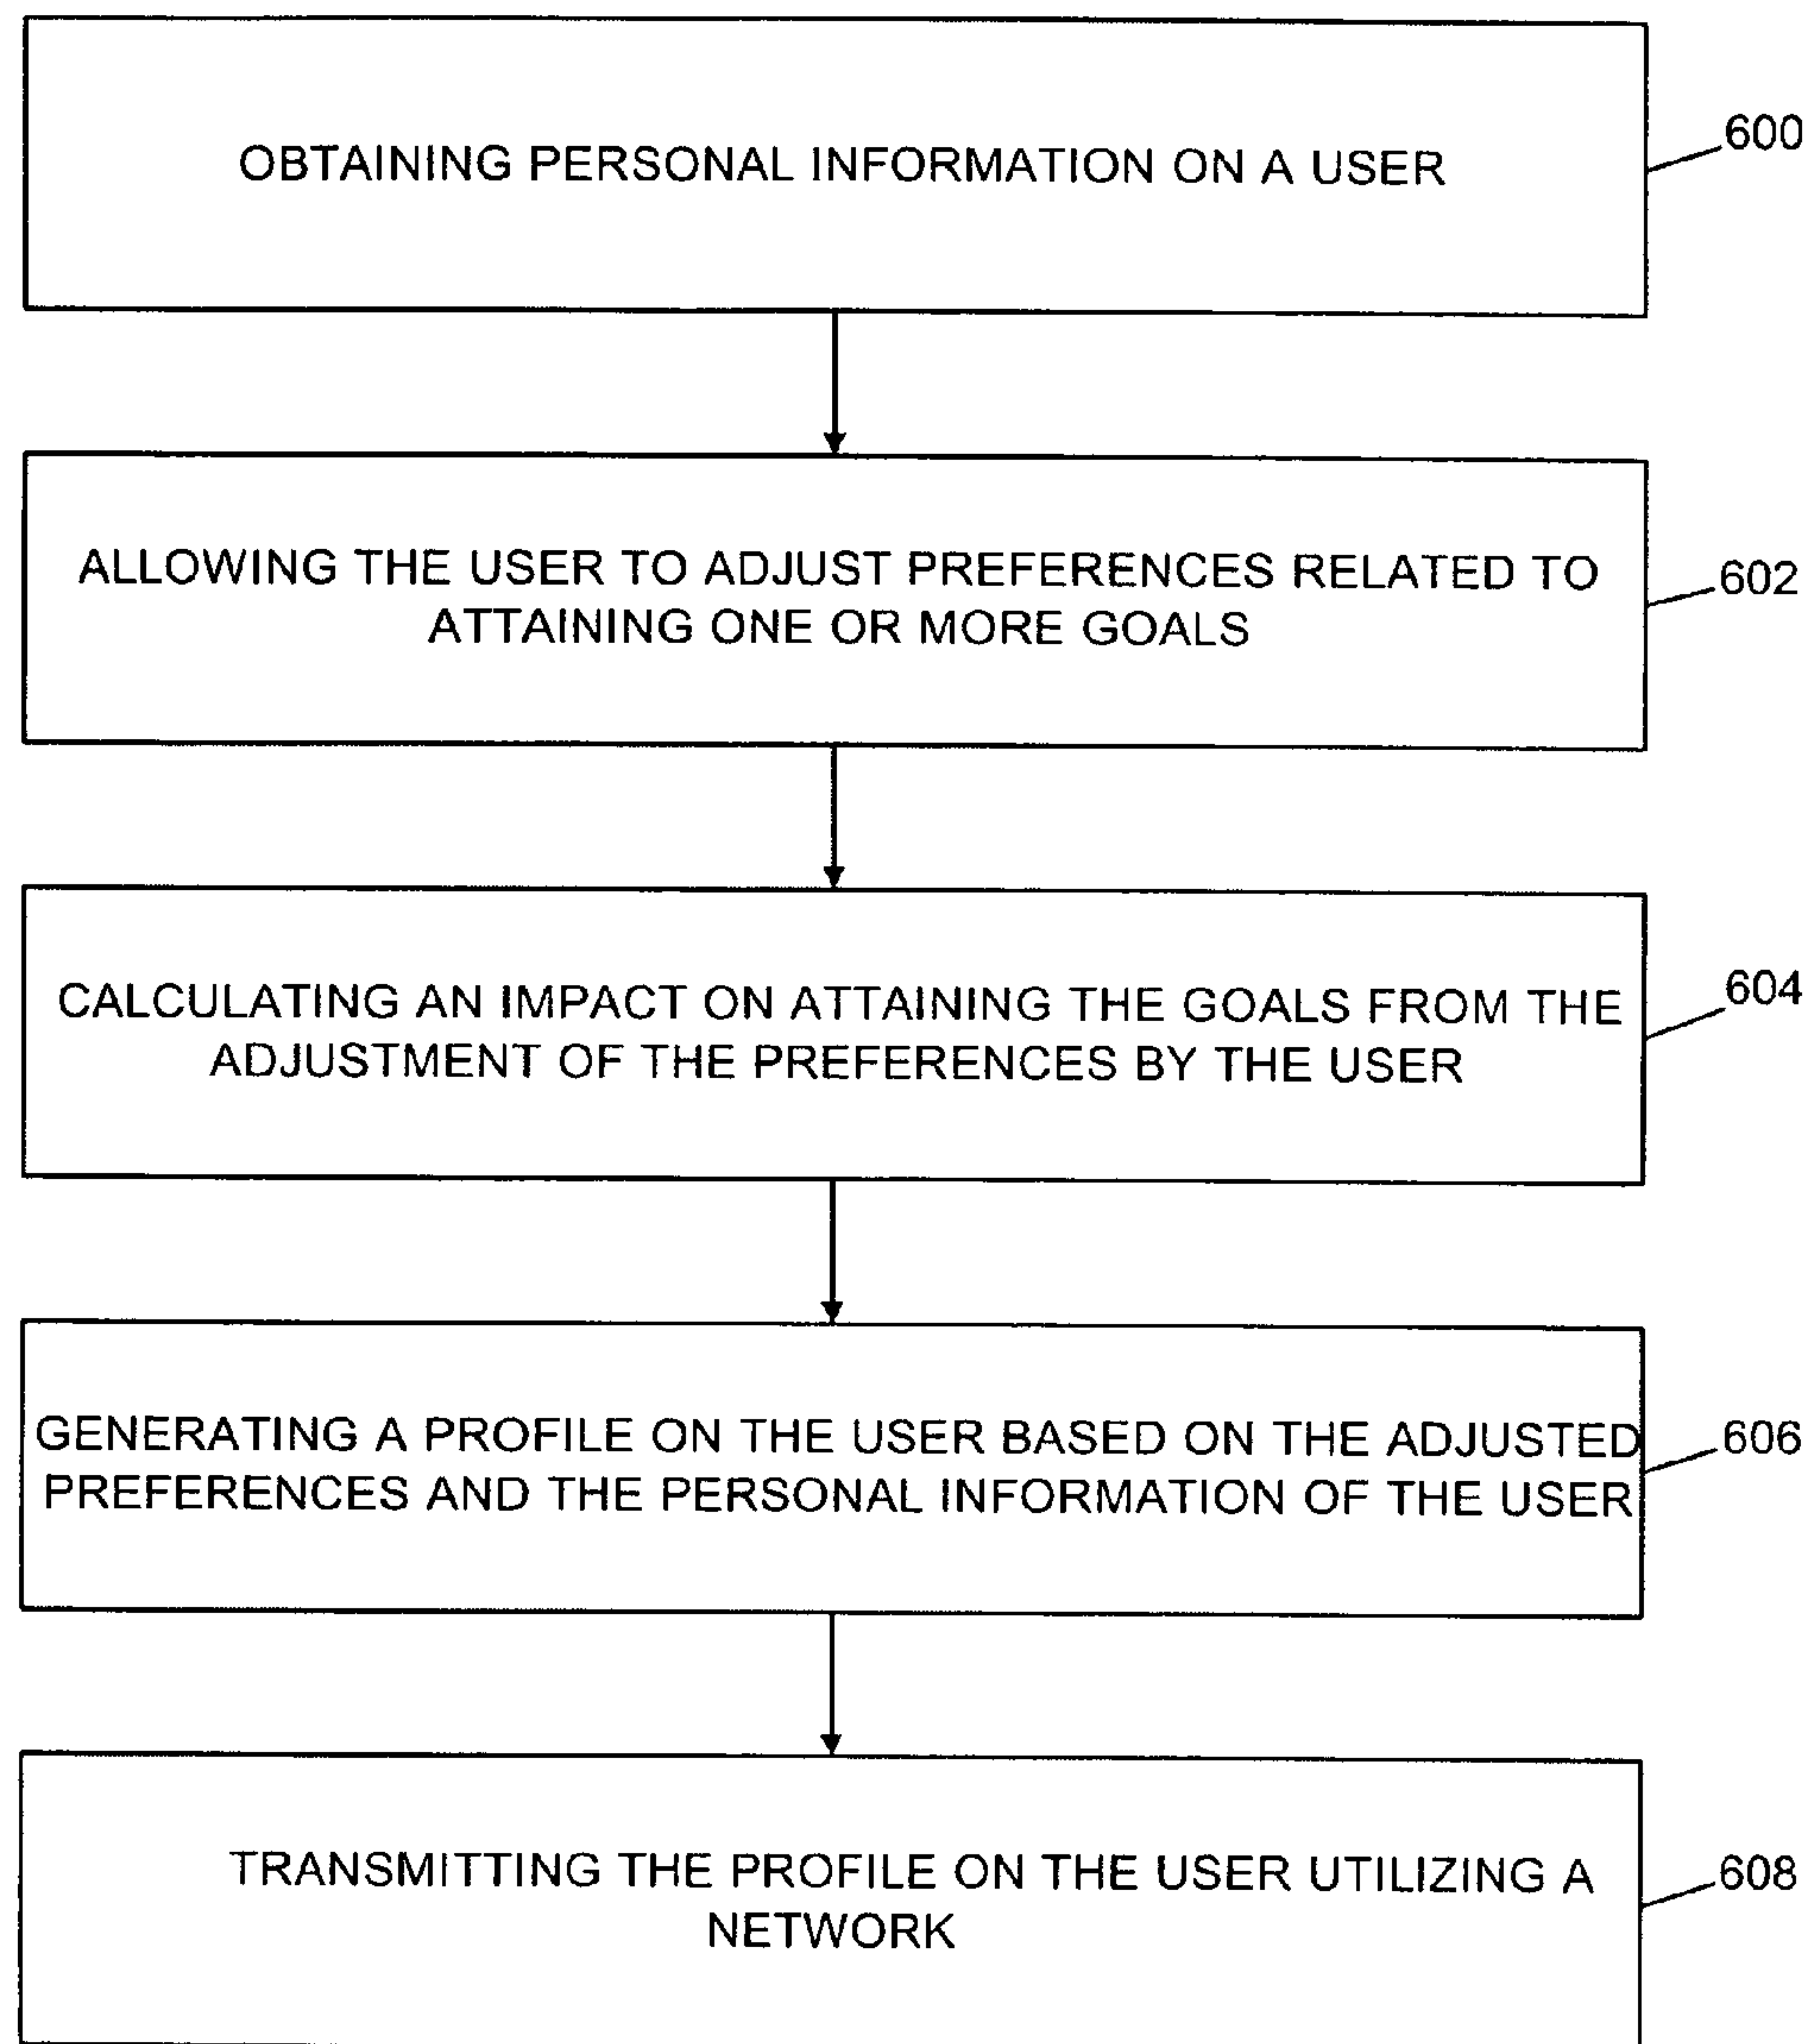 OBTAINING PERSONAL INFORMATION ON A USER
600
ALLOWING THE USER TO ADJUST PREFERENCES RELATED TO
ATTAINING ONE OR MORE GOALS
602
CALCULATING AN IMPACT ON ATTAINING THE GOALS FROM THE
ADJUSTMENT OF THE PREFERENCES BY THE USER
604
GENERATING A PROFILE ON THE USER BASED ON THE ADJUSTED
PREFERENCES AND THE PERSONAL INFORMATION OF THE USER
606
TRANSMITTING THE PROFILE ON THE USER UTILIZING A
NETWORK
608